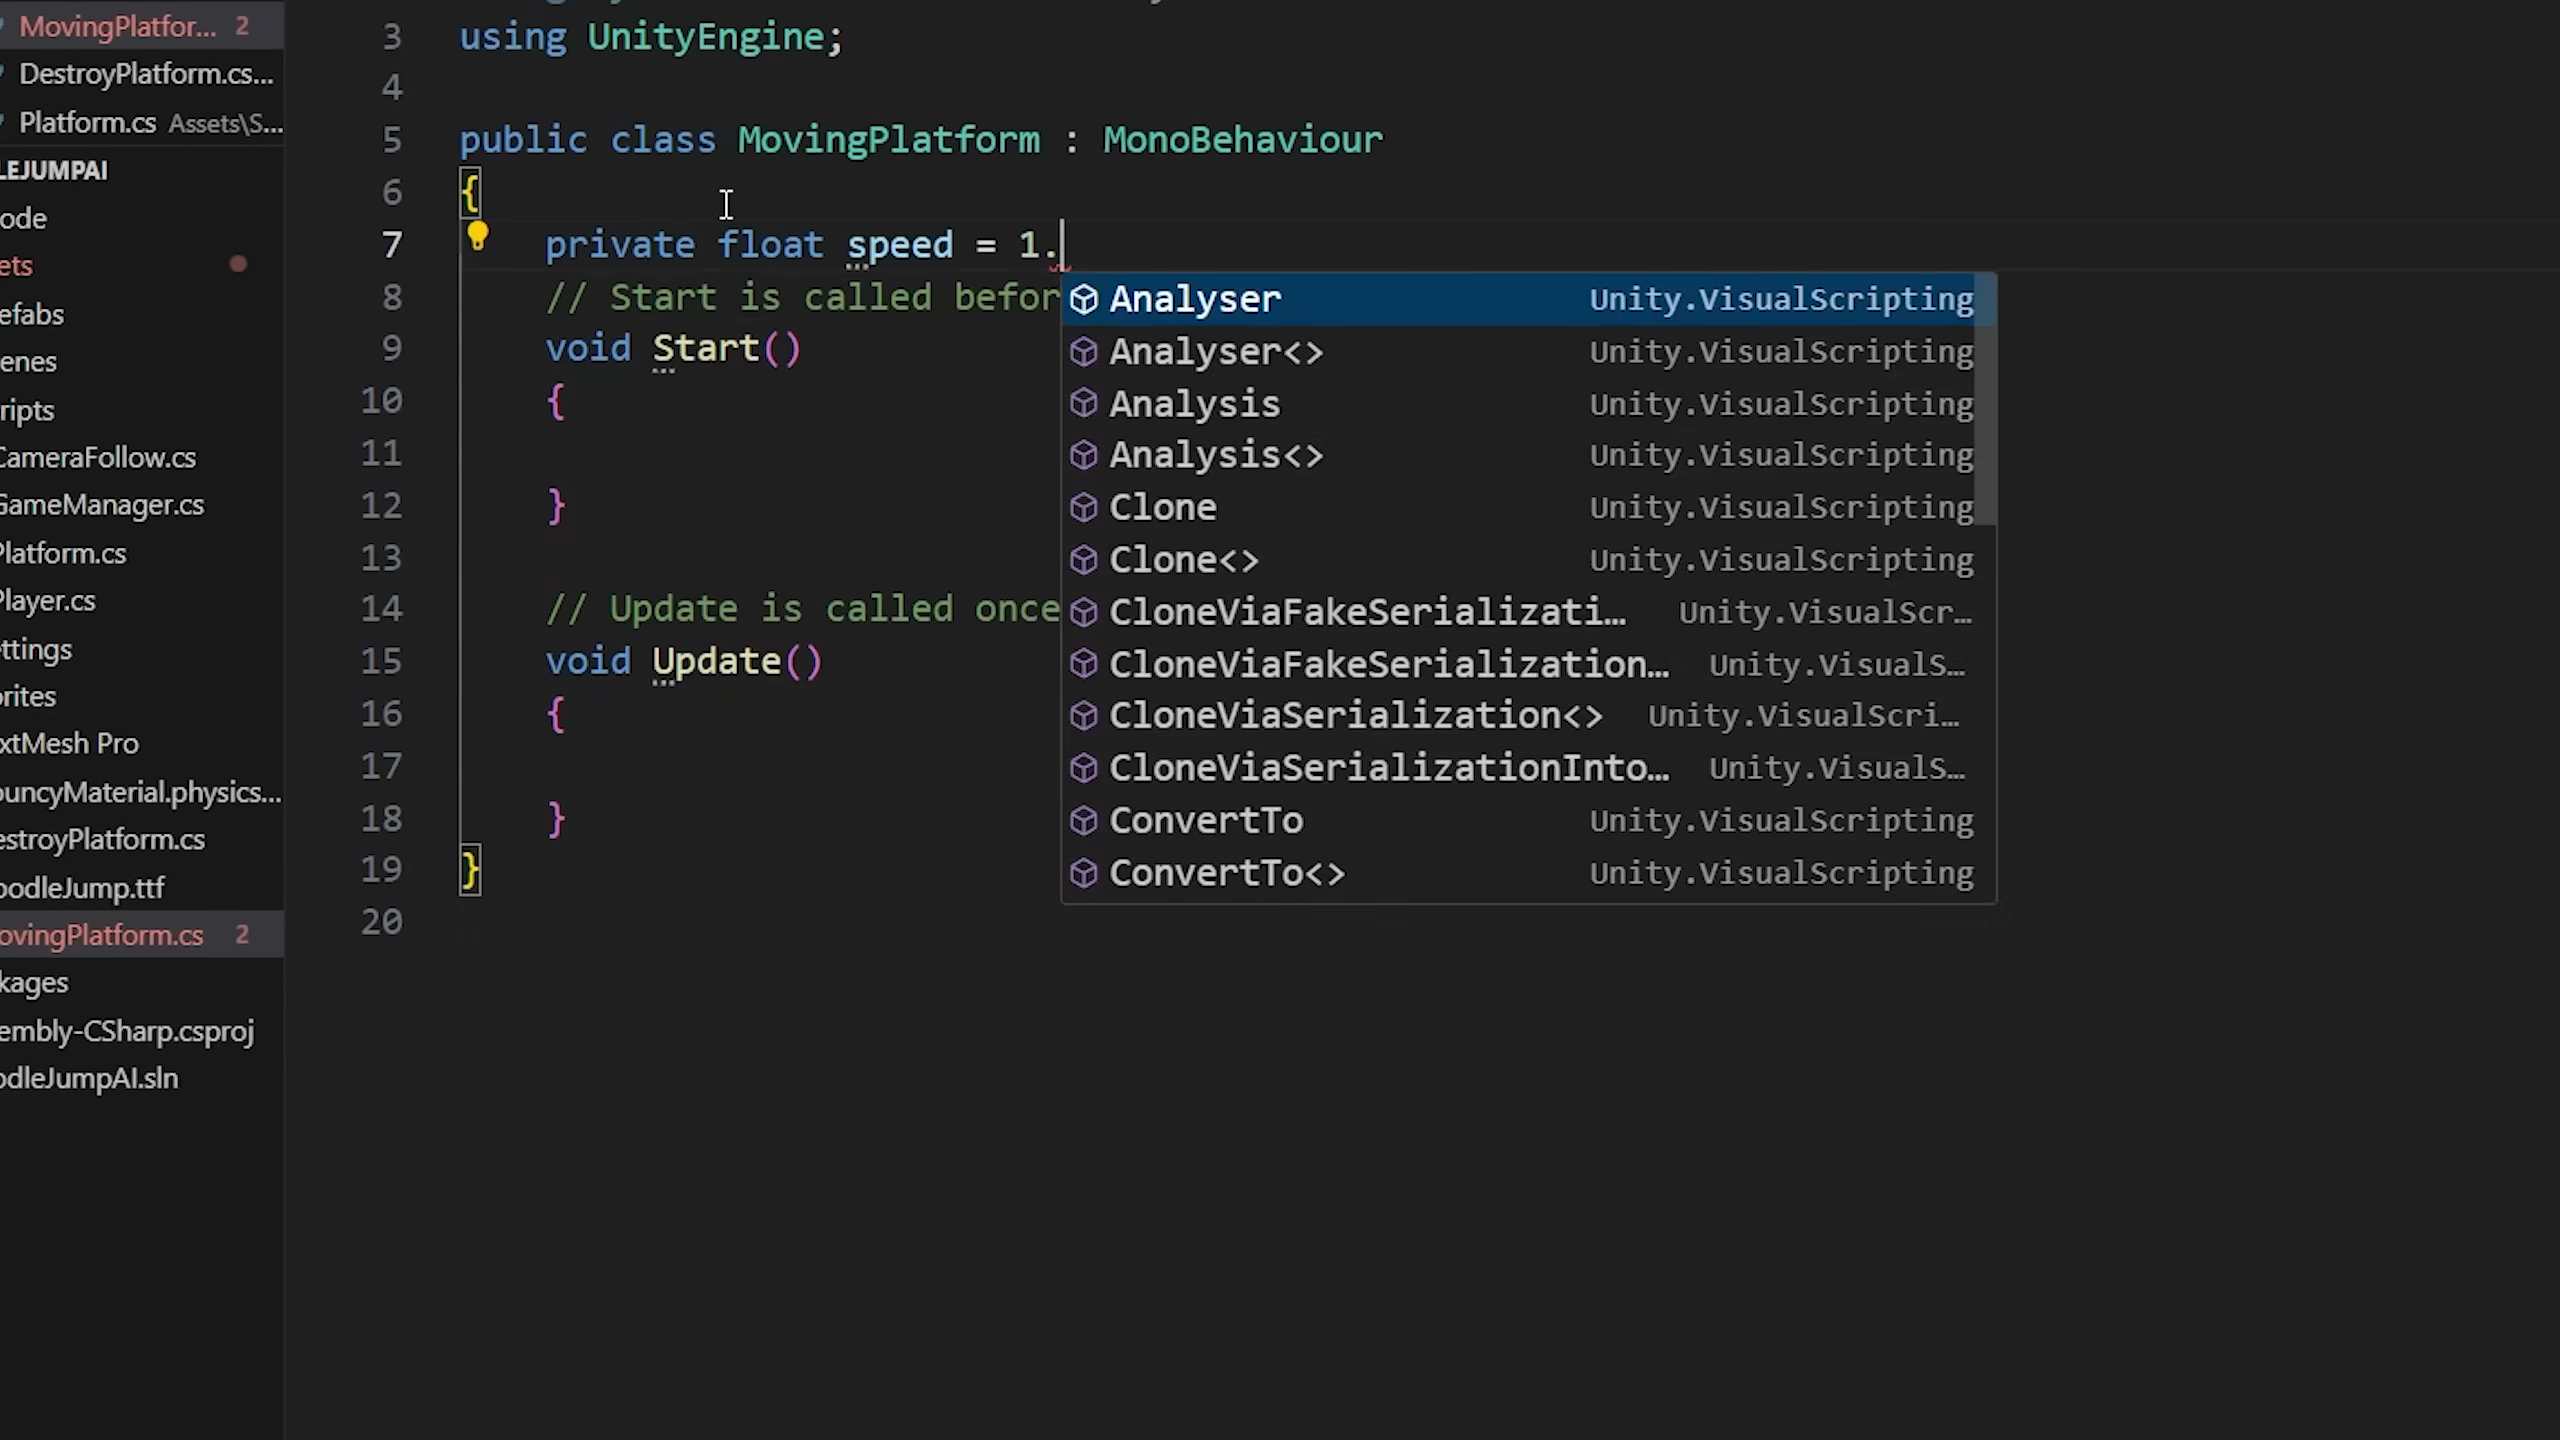 MovingPlatfor... 2
DestroyPlatform.cs...
Platform.cs Assets\S...
LEJUMPAI
ode
ets
efabs
enes
ripts
CameraFollow.cs
GameManager.cs
Platform.cs
Player.cs
ttings
rites
xtMesh Pro
ouncyMaterial.physics...
estroyPlatform.cs
oodleJump.ttf
ovingPlatform.cs 2
kages
embly-CSharp.csproj
odleJumpAI.sln
3 using UnityEngine;
4
5 public class MovingPlatform : MonoBehaviour
6 {
7 private float speed = 1.
8 // Start is called befor
9 void Start()
10 {
11
12 }
13
14 // Update is called once
15 void Update()
16 {
17
18 }
19 }
20
Analyser Unity.VisualScripting
Analyser<> Unity.VisualScripting
Analysis Unity.VisualScripting
Analysis<> Unity.VisualScripting
Clone Unity.VisualScripting
Clone<> Unity.VisualScripting
CloneViaFakeSerializati... Unity.VisualScr...
CloneViaFakeSerialization... Unity.VisualS...
CloneViaSerialization<> Unity.VisualScri...
CloneViaSerializationInto... Unity.VisualS...
ConvertTo Unity.VisualScripting
ConvertTo<> Unity.VisualScripting